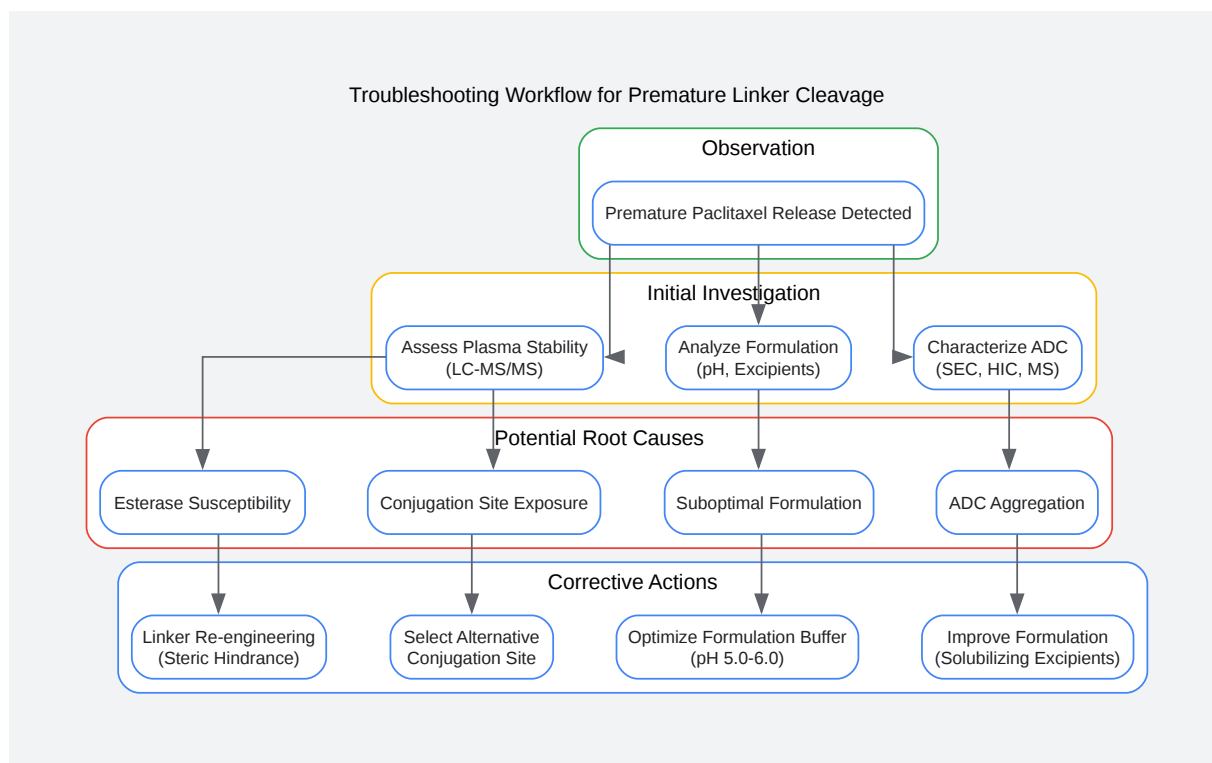 Troubleshooting Workflow for Premature Linker Cleavage
Observation
Premature Paclitaxel Release Detected
Initial Investigation
Assess Plasma Stability
(LC-MS/MS)
Analyze Formulation
(pH, Excipients)
Characterize ADC
(SEC, HIC, MS)
Potential Root Causes
Esterase Susceptibility
Conjugation Site Exposure
Suboptimal Formulation
ADC Aggregation
Corrective Actions
Linker Re-engineering
(Steric Hindrance)
Select Alternative
Conjugation Site
Optimize Formulation Buffer
(pH 5.0-6.0)
Improve Formulation
(Solubilizing Excipients)